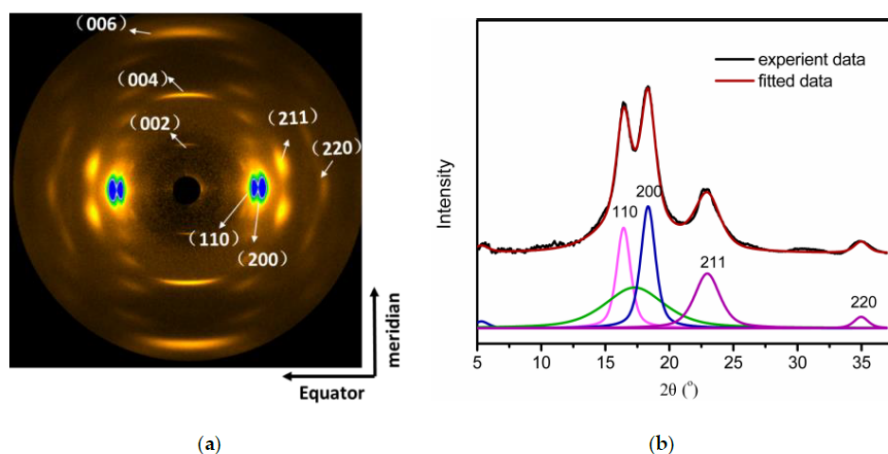 (006)
(004)
(002)
(211)
(220)
(110)
(200)
meridian
Equator
(a)
experient data
fitted data
Intensity
110
200
211
220
5 10 15 20 25 30 35
2θ (°)
(b)